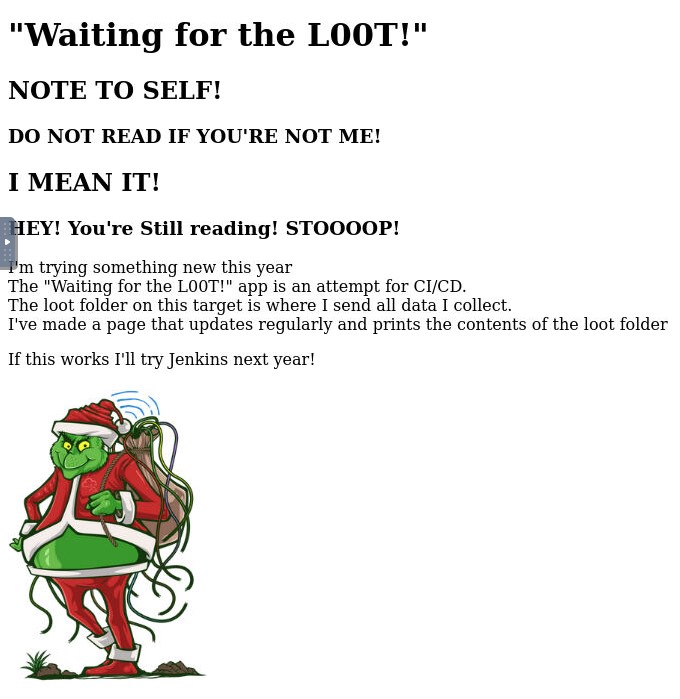 "Waiting for the L00T!"
NOTE TO SELF!
DO NOT READ IF YOU'RE NOT ME!
I MEAN IT!
HEY! You're Still reading! STOOOOP!
I'm trying something new this year
The "Waiting for the L00T!" app is an attempt for CI/CD.
The loot folder on this target is where I send all data I collect.
I've made a page that updates regularly and prints the contents of the loot folder
If this works I'll try Jenkins next year!